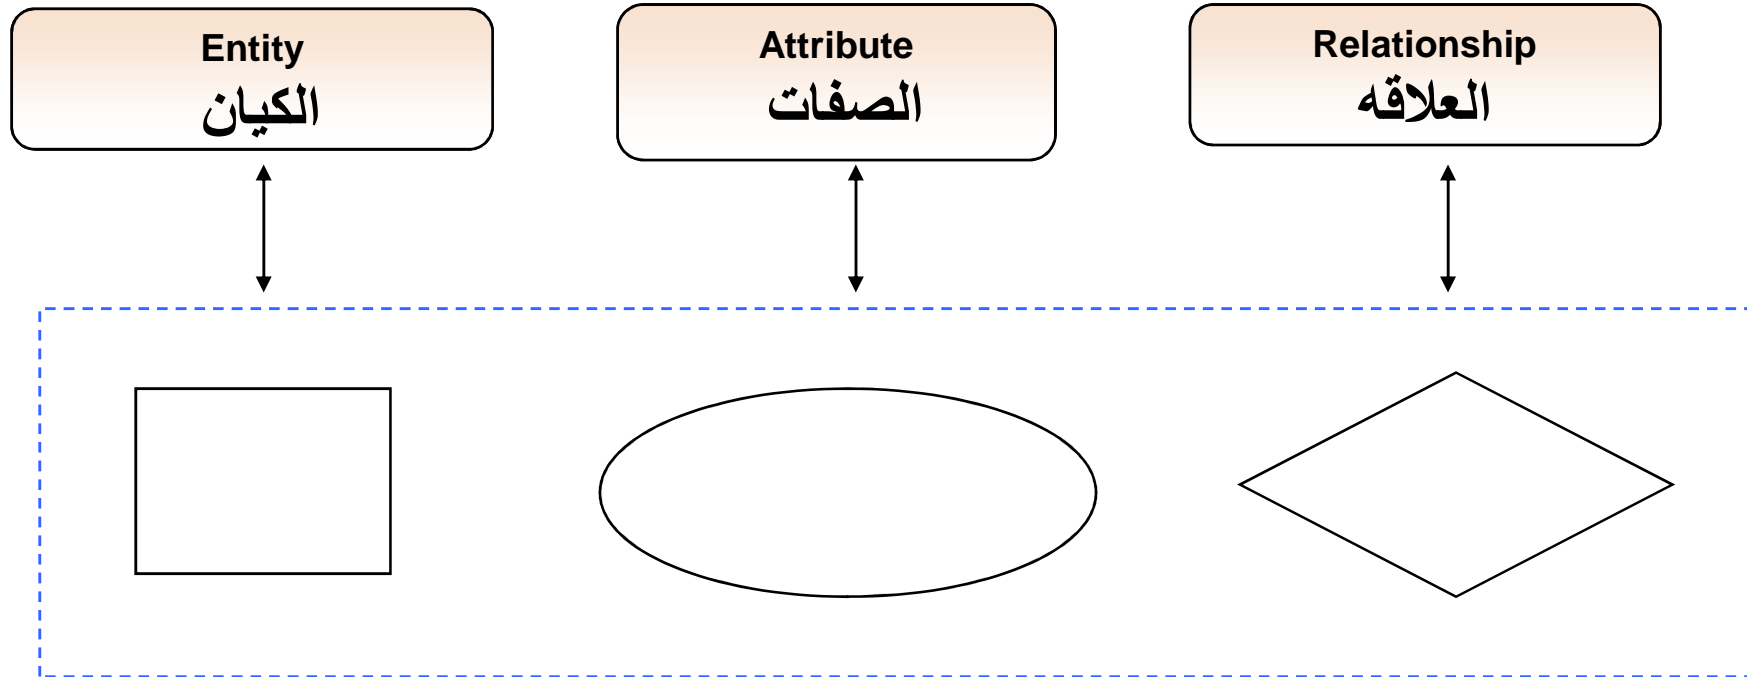 Entity
الكيان
Attribute
الصفات
Relationship
العلاقه